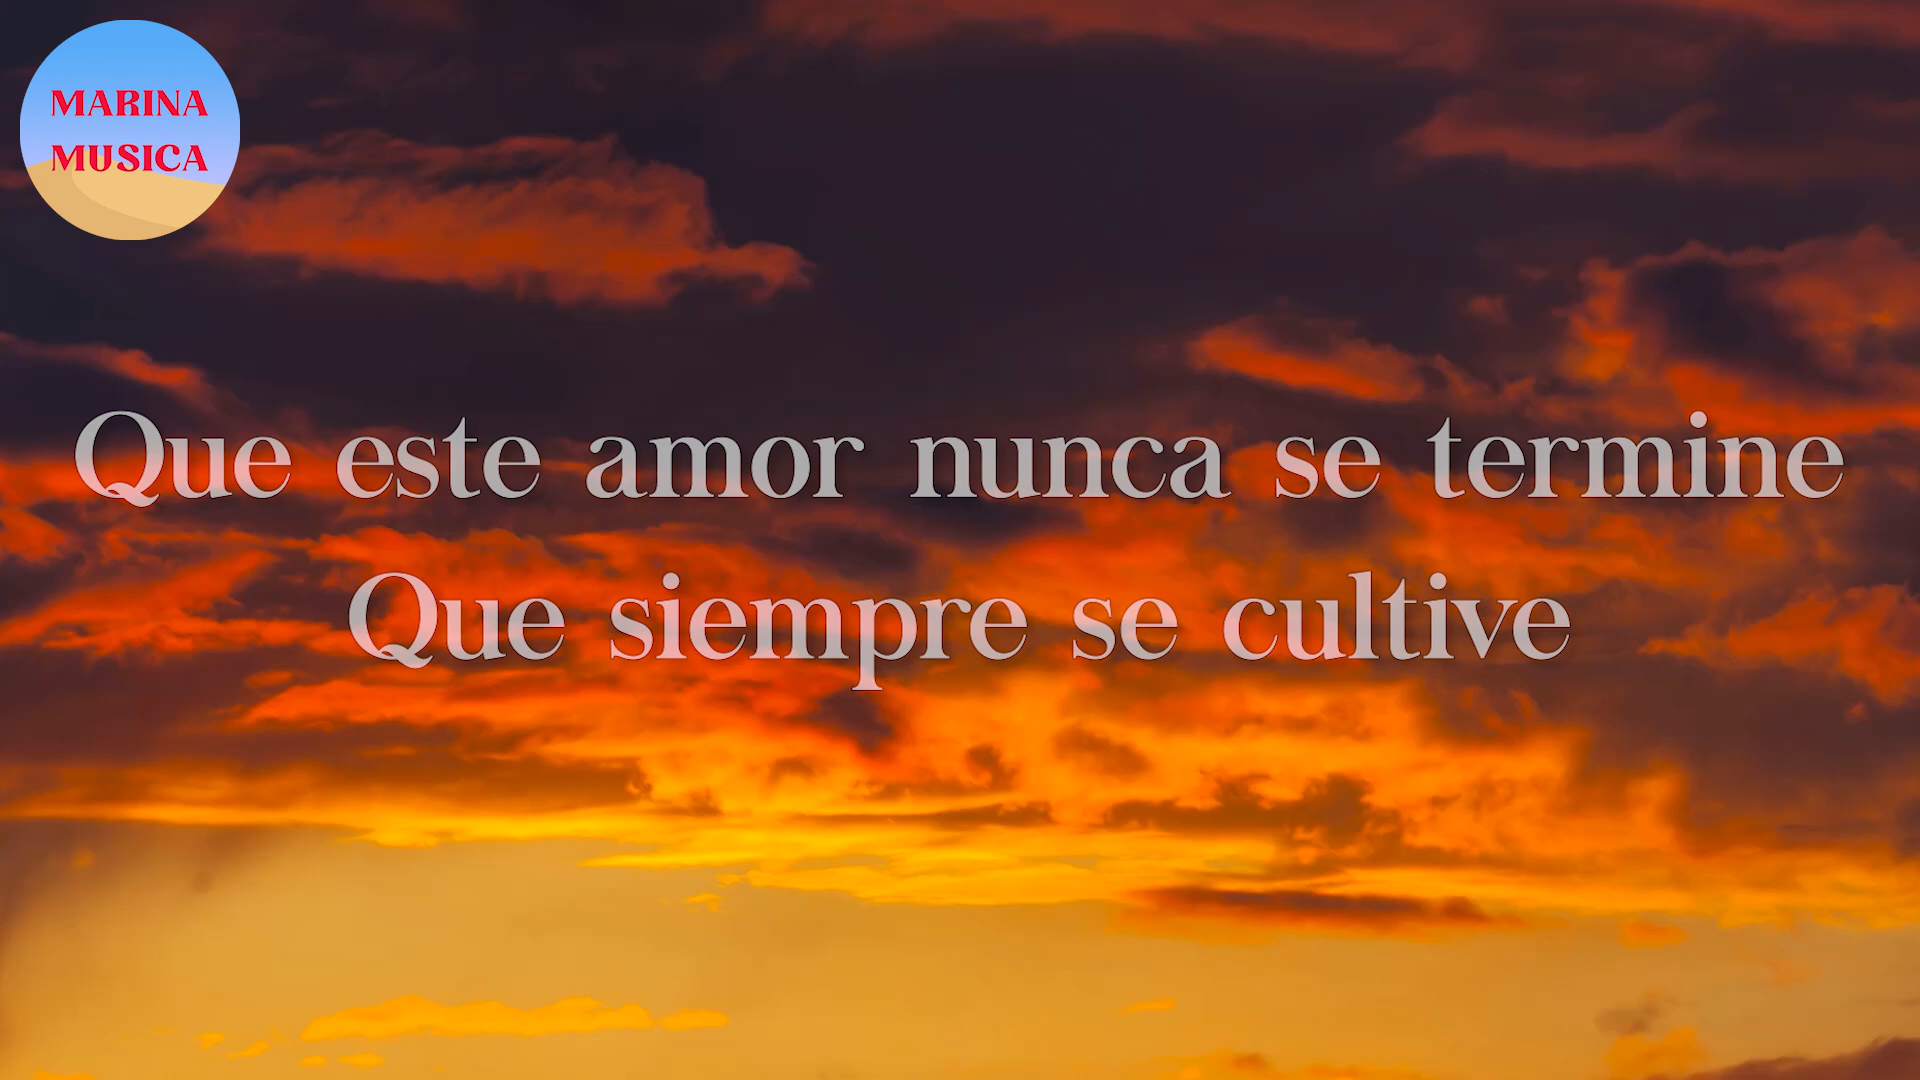 MARINA
MUSICA
Que este amor nunca se termine
Que siempre se cultive